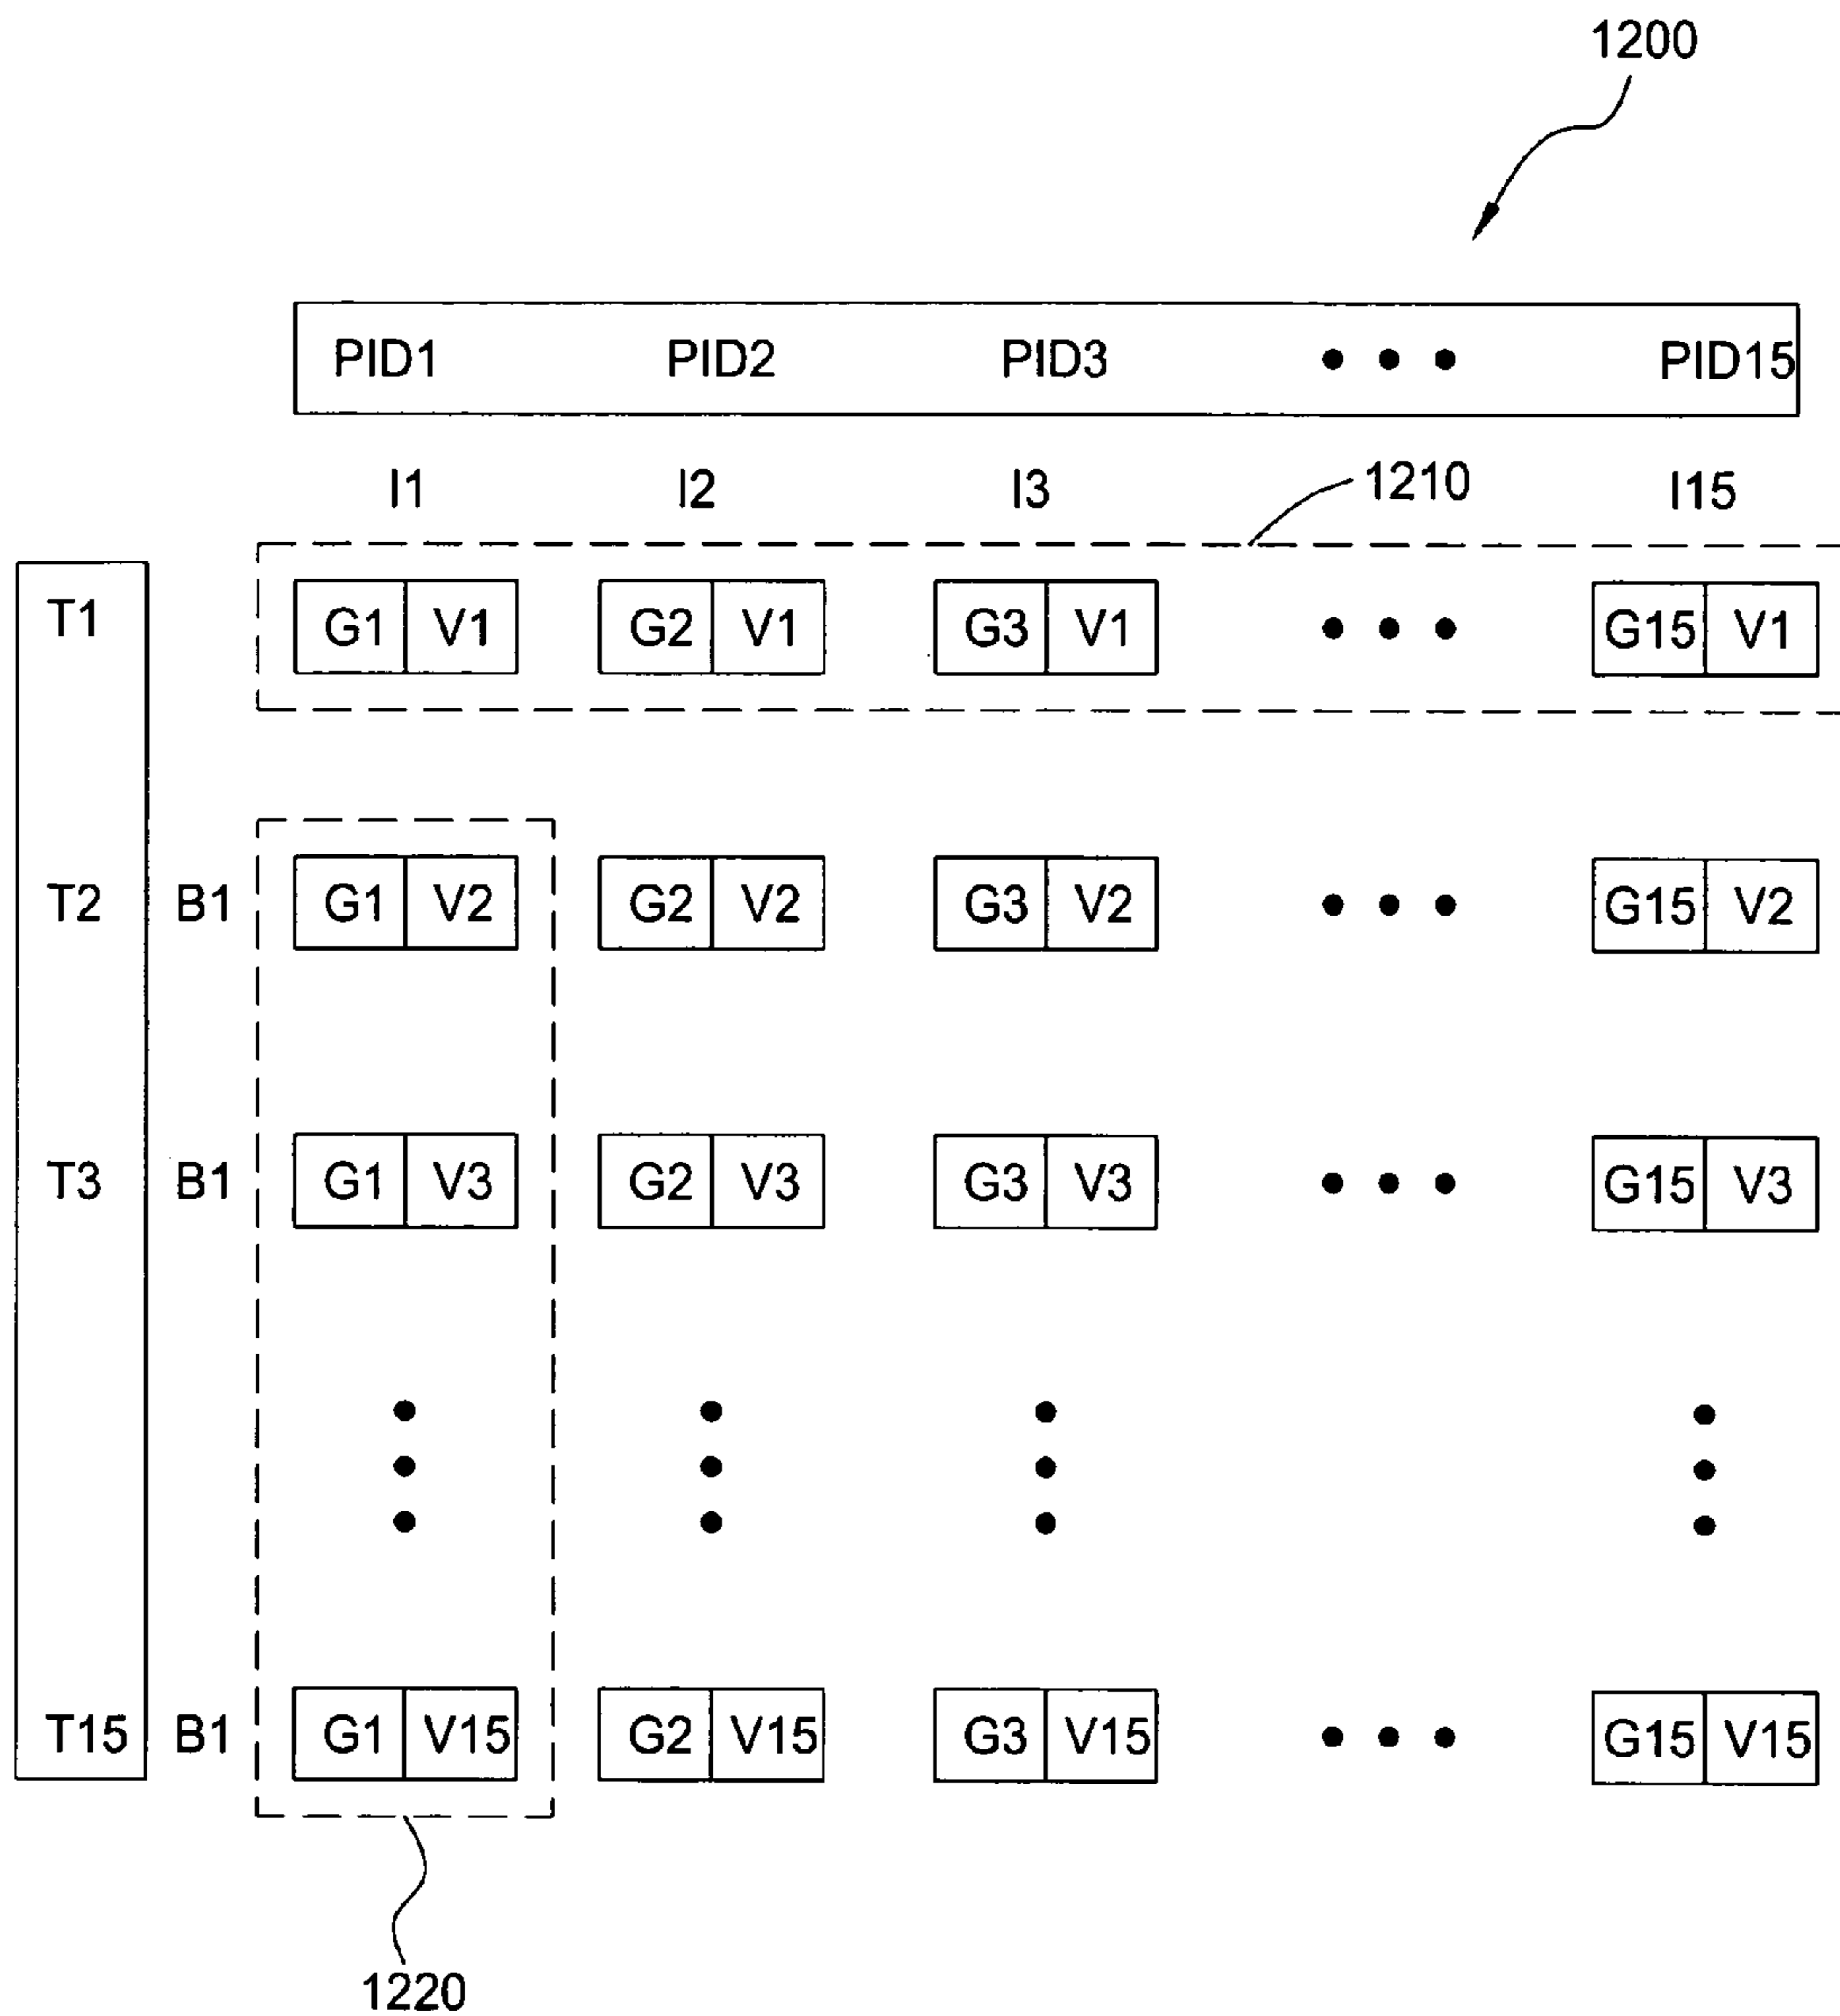 1200
PID1 PID2 PID3 PID15
I1 I2 I3 1210 I15
T1 G1 V1 G2 V1 G3 V1 G15 V1
T2 B1 G1 V2 G2 V2 G3 V2 G15 V2
T3 B1 G1 V3 G2 V3 G3 V3 G15 V3
T15 B1 G1 V15 G2 V15 G3 V15 G15 V15
1220